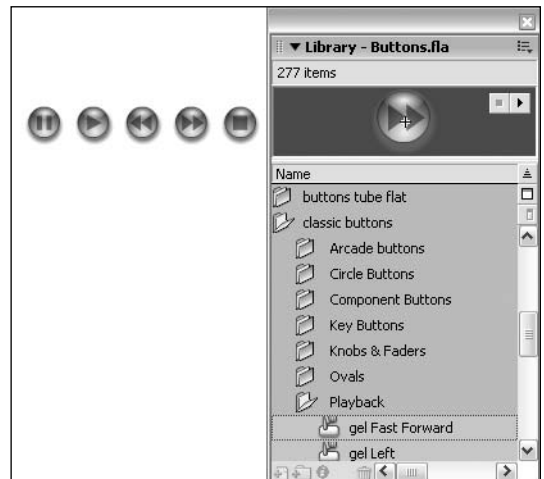 Library - Buttons.fla
277 items
Name
buttons tube flat
classic buttons
Arcade buttons
Circle Buttons
Component Buttons
Key Buttons
Knobs & Faders
Ovals
Playback
gel Fast Forward
gel Left